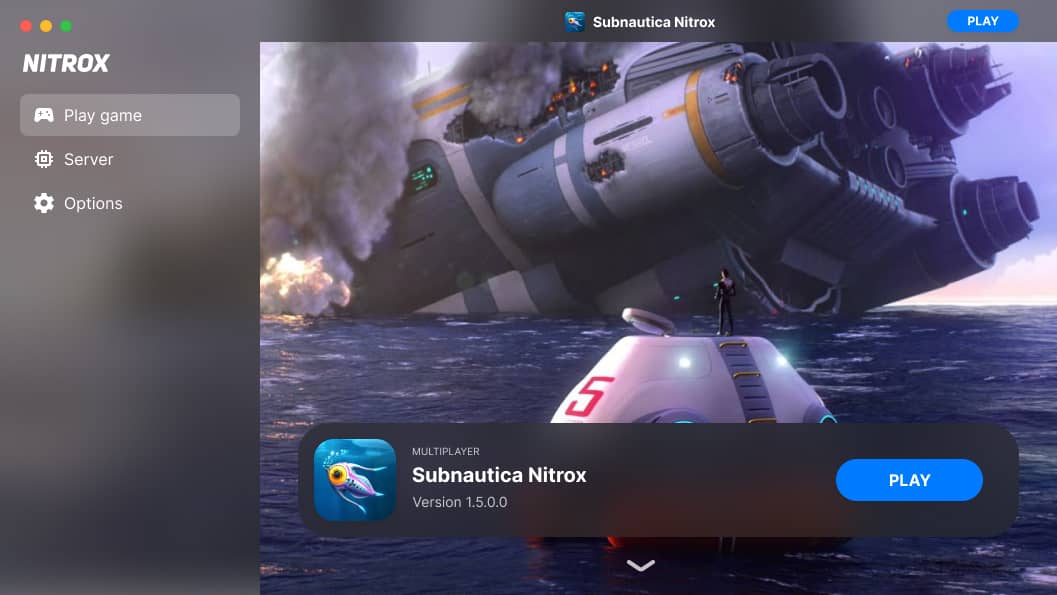 NITROX
Play game
Server
Options
Subnautica Nitrox
PLAY
5
MULTIPLAYER
Subnautica Nitrox
Version 1.5.0.0
PLAY